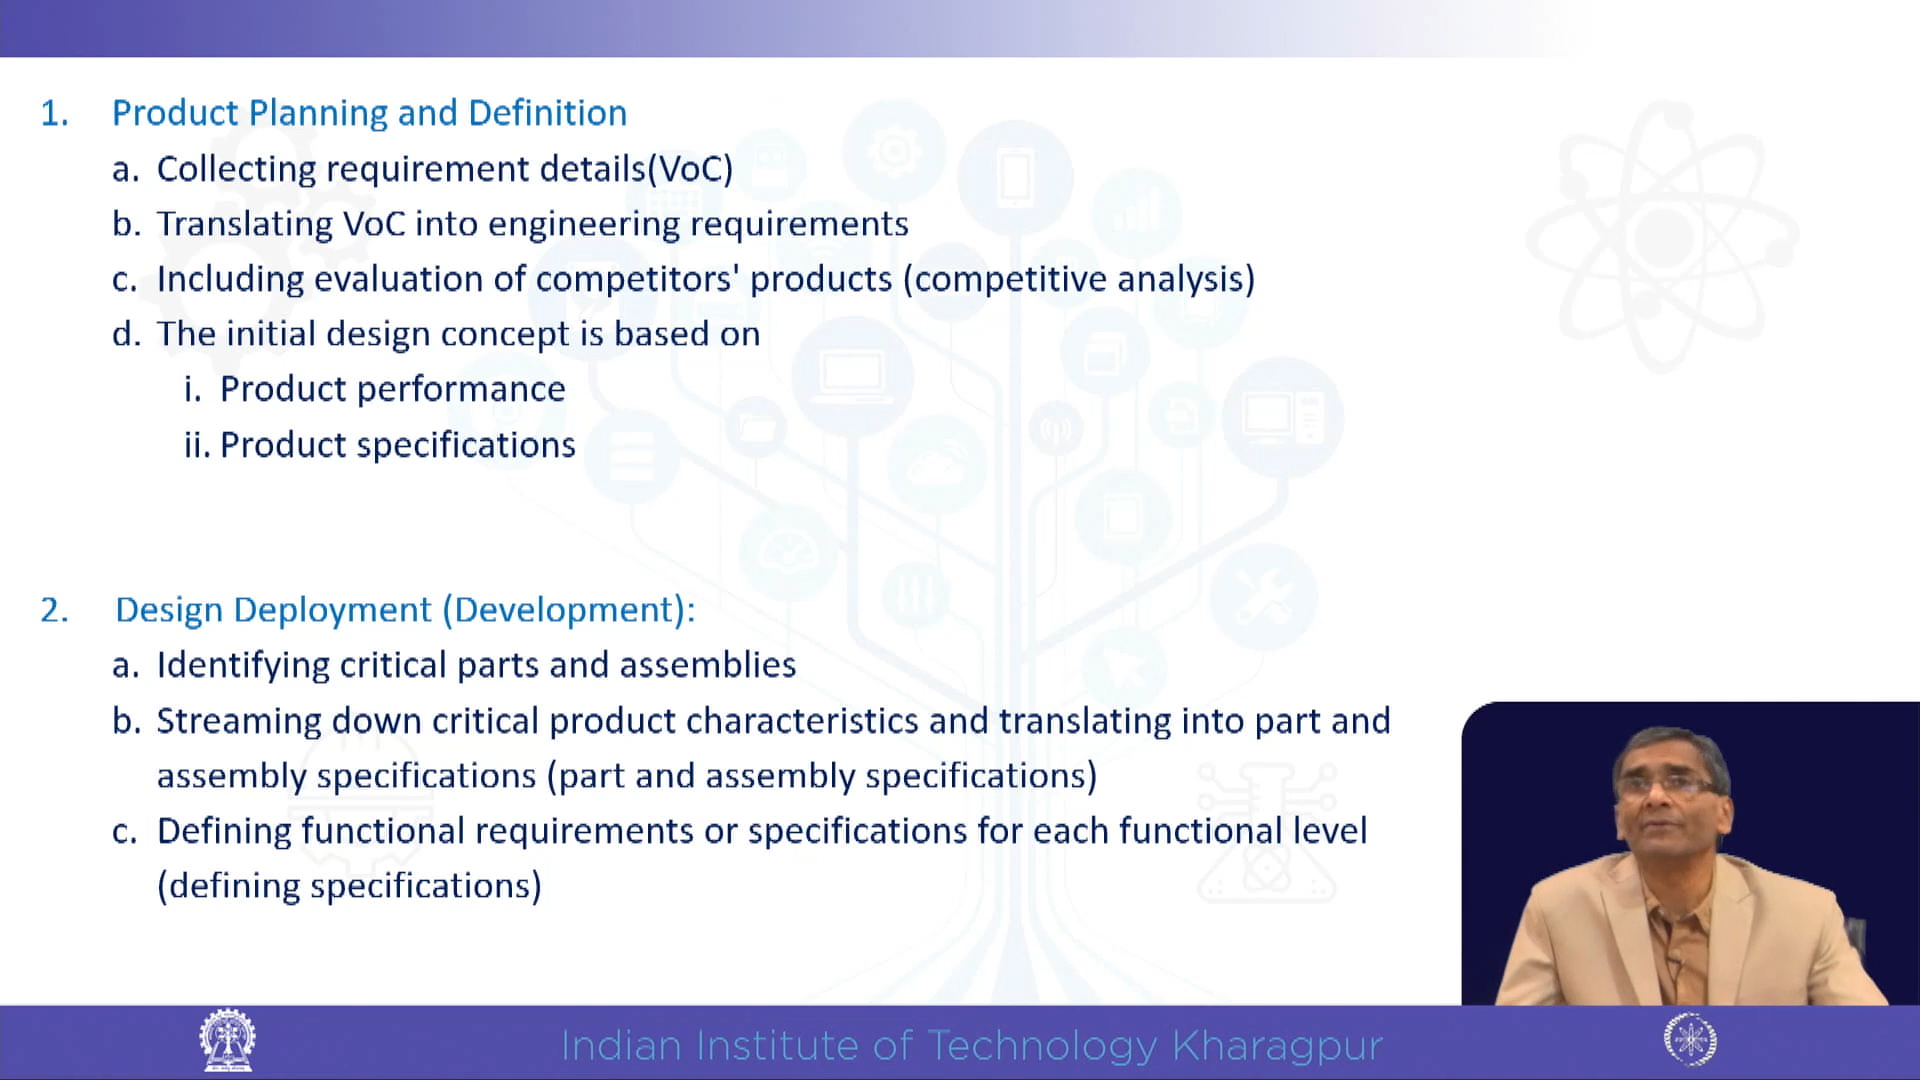 1. Product Planning and Definition
a. Collecting requirement details(VoC)
b. Translating VoC into engineering requirements
c. Including evaluation of competitors' products (competitive analysis)
d. The initial design concept is based on
i. Product performance
ii. Product specifications
2. Design Deployment (Development):
a. Identifying critical parts and assemblies
b. Streaming down critical product characteristics and translating into part and
assembly specifications (part and assembly specifications)
c. Defining functional requirements or specifications for each functional level
(defining specifications)
Indian Institute of Technology Kharagpur